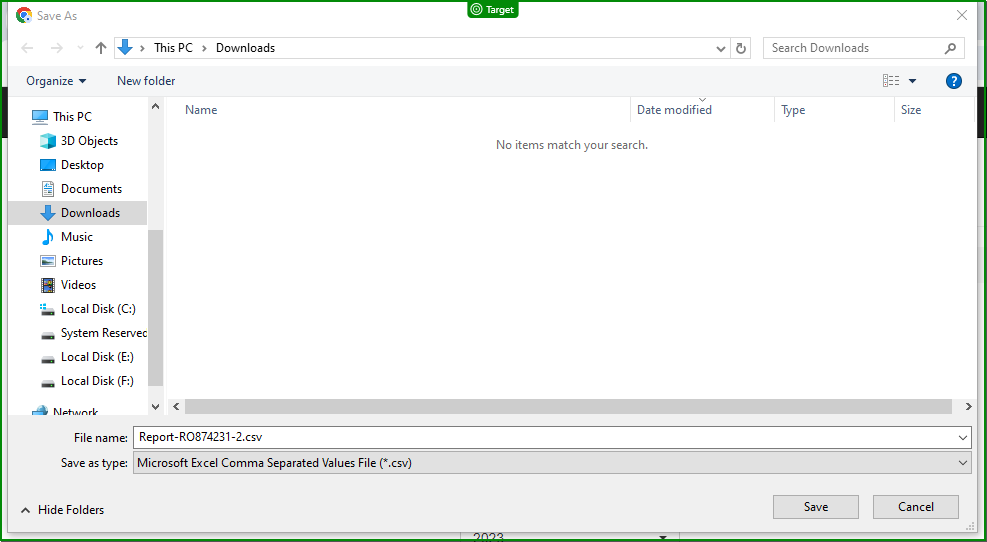 Target
Save As
This PC > Downloads
Search Downloads
Organize
New folder
Name
Date modified
Type
Size
No items match your search.
This PC
3D Objects
Desktop
Documents
Downloads
Music
Pictures
Videos
Local Disk (C:)
System Reserved
Local Disk (E:)
Local Disk (F:)
Network
File name: Report-RO874231-2.csv
Save as type: Microsoft Excel Comma Separated Values File (*.csv)
Hide Folders
Save
Cancel
2023